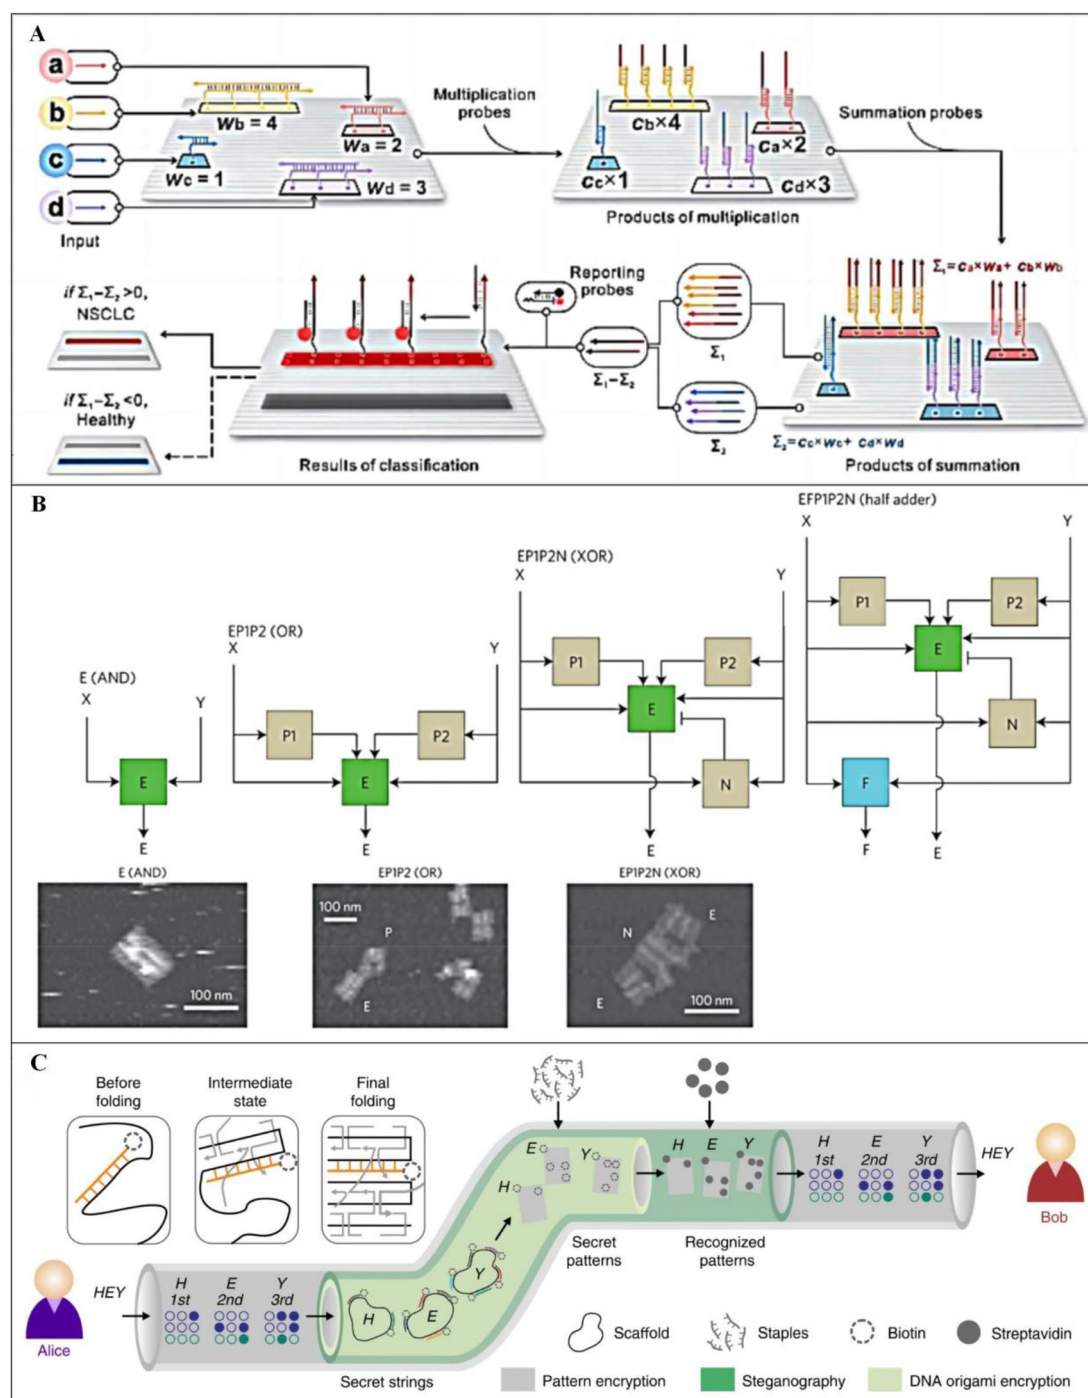 A
a
b
c
d
Input
Wb = 4
Wa = 2
Wc = 1
Wd = 3
Multiplication
probes
Cb×4
Ca×2
Cc×1
Cd×3
Products of multiplication
Summation probes
Σ1=Ca×Wa+ Cb×Wb
Σ2=Cc×Wc+ Cd×Wd
Products of summation
Σ1
Σ2
Σ1−Σ2
Reporting
probes
Results of classification
if Σ1−Σ2 >0,
NSCLC
if Σ1−Σ2 <0,
Healthy
B
E (AND)
X Y
E
E
EP1P2 (OR)
X Y
P1 P2
E
E
EP1P2N (XOR)
X Y
P1 P2
E
N
E
EFP1P2N (half adder)
X Y
P1 P2
E
N
F
F E
E (AND)
100 nm
EP1P2 (OR)
100 nm
P
E
EP1P2N (XOR)
E
N
E
100 nm
C
Before
folding
Intermediate
state
Final
folding
Alice
HEY
H E Y
1st 2nd 3rd
H E Y
Secret strings
H E Y
Secret
patterns
H E Y
Recognized
patterns
H E Y
1st 2nd 3rd
HEY
Bob
Scaffold Staples Biotin Streptavidin
Pattern encryption Steganography DNA origami encryption